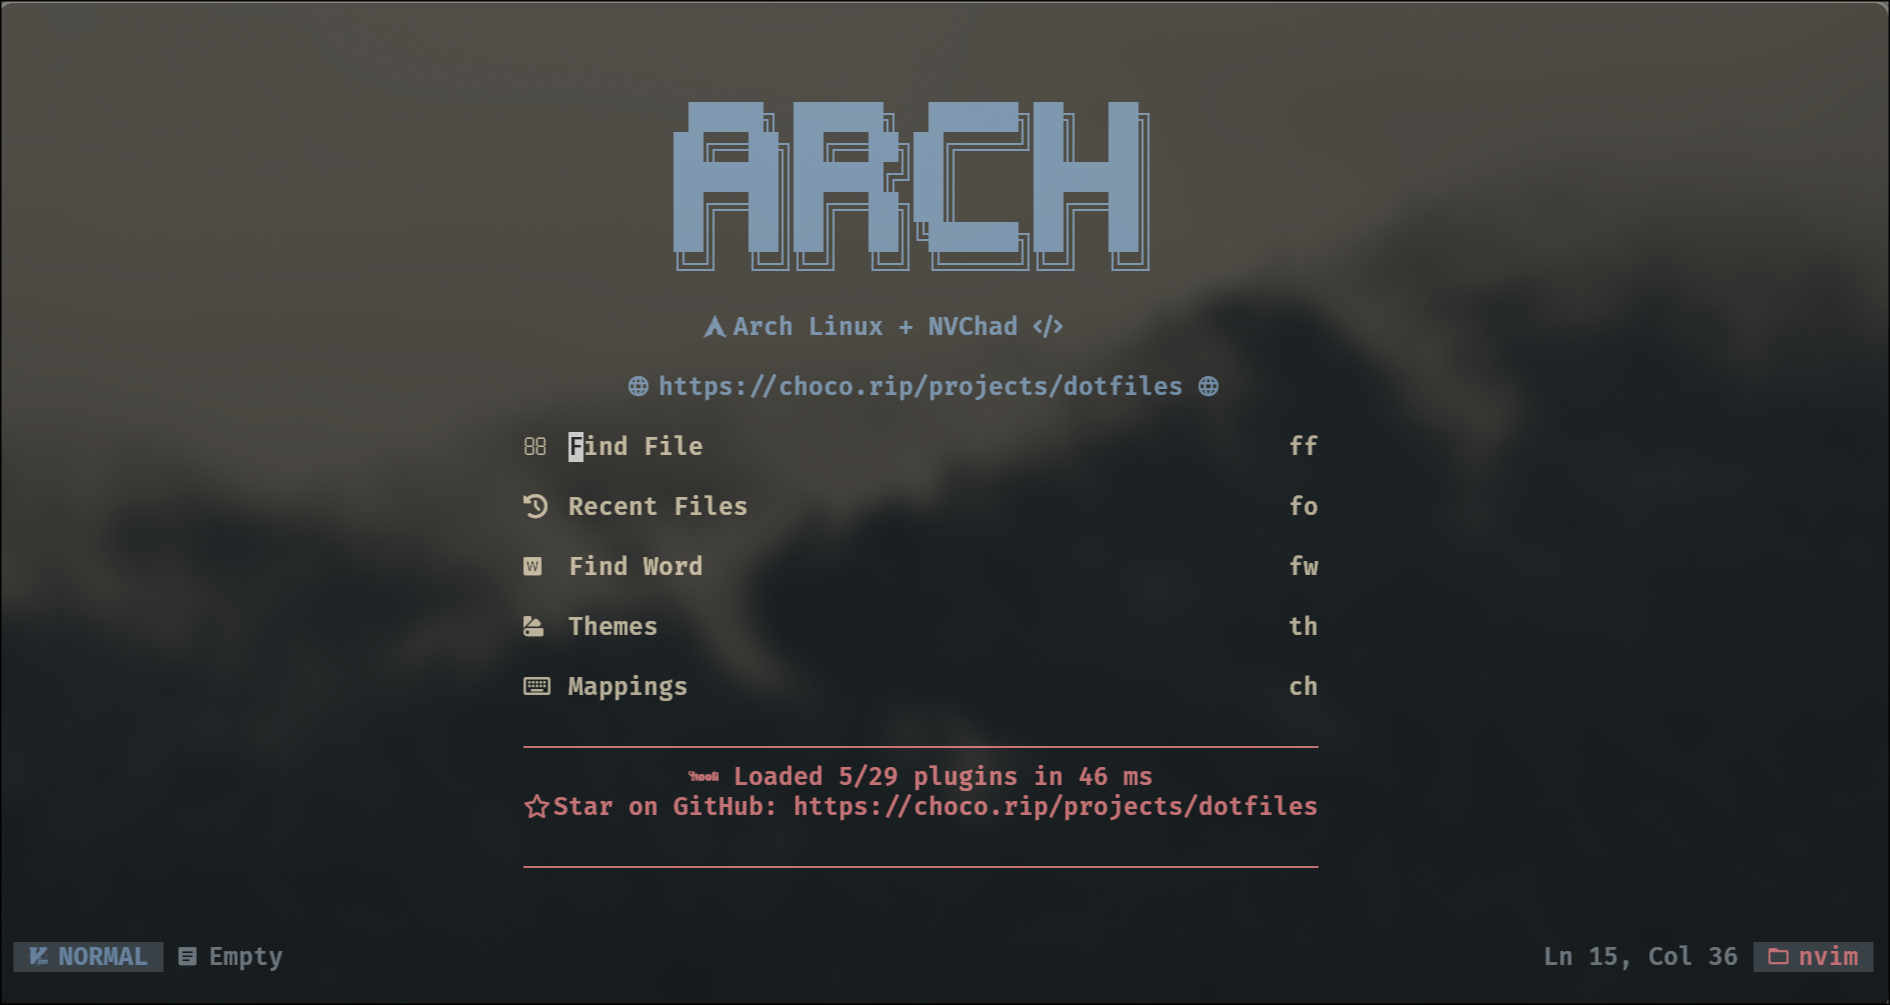 ARCH
Arch Linux + NVChad </>
https://choco.rip/projects/dotfiles
Find File ff
Recent Files fo
W Find Word fw
Themes th
Mappings ch
hooli Loaded 5/29 plugins in 46 ms
Star on GitHub: https://choco.rip/projects/dotfiles
NORMAL Empty Ln 15, Col 36 nvim